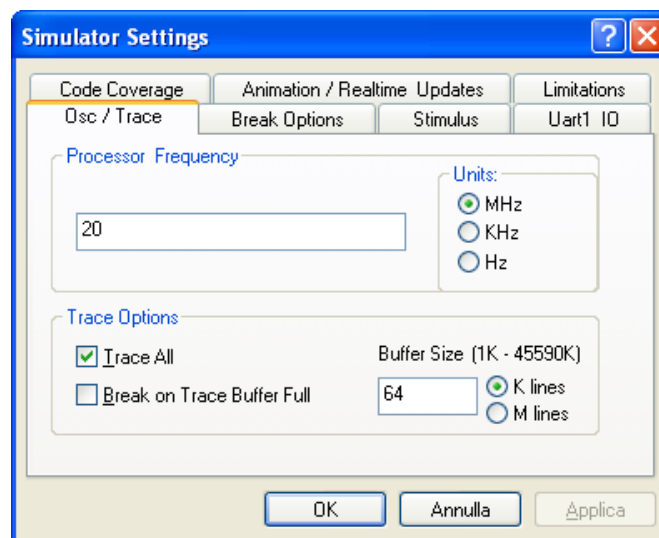 Simulator Settings
Code Coverage Animation / Realtime Updates Limitations
Osc / Trace Break Options Stimulus Uart1 IO
Processor Frequency
Units:
20
MHz
KHz
Hz
Trace Options
Trace All
Buffer Size (1K - 45590K)
Break on Trace Buffer Full
64
K lines
M lines
OK Annulla Applica